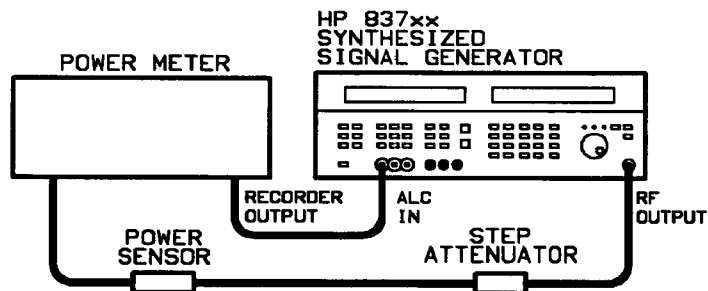 HP 837xx
SYNTHESIZED
SIGNAL GENERATOR
POWER METER
RECORDER
OUTPUT
ALC
IN
RF
OUTPUT
POWER
SENSOR
STEP
ATTENUATOR